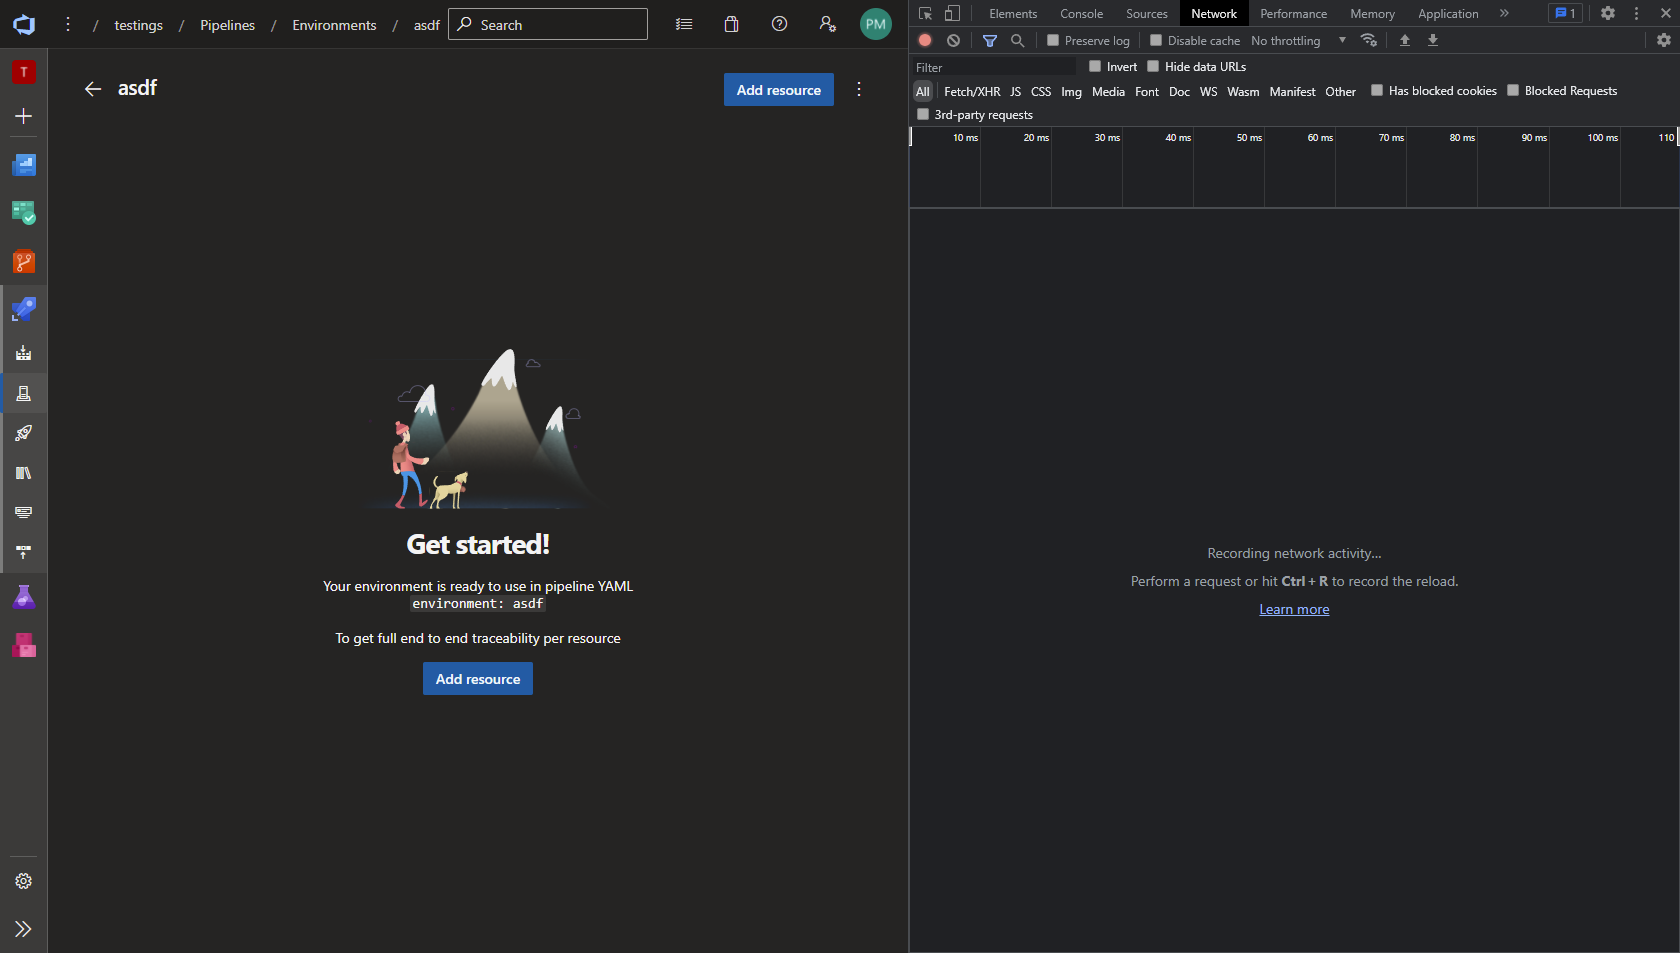 / testings / Pipelines / Environments / asdf
Search
PM
T
asdf
Add resource
Get started!
Your environment is ready to use in pipeline YAML
environment: asdf
To get full end to end traceability per resource
Add resource
Elements Console Sources Network Performance Memory Application » 1
Preserve log Disable cache No throttling
Filter Invert Hide data URLs
All Fetch/XHR JS CSS Img Media Font Doc WS Wasm Manifest Other Has blocked cookies Blocked Requests
3rd-party requests
10 ms 20 ms 30 ms 40 ms 50 ms 60 ms 70 ms 80 ms 90 ms 100 ms 110
Recording network activity...
Perform a request or hit Ctrl + R to record the reload.
Learn more